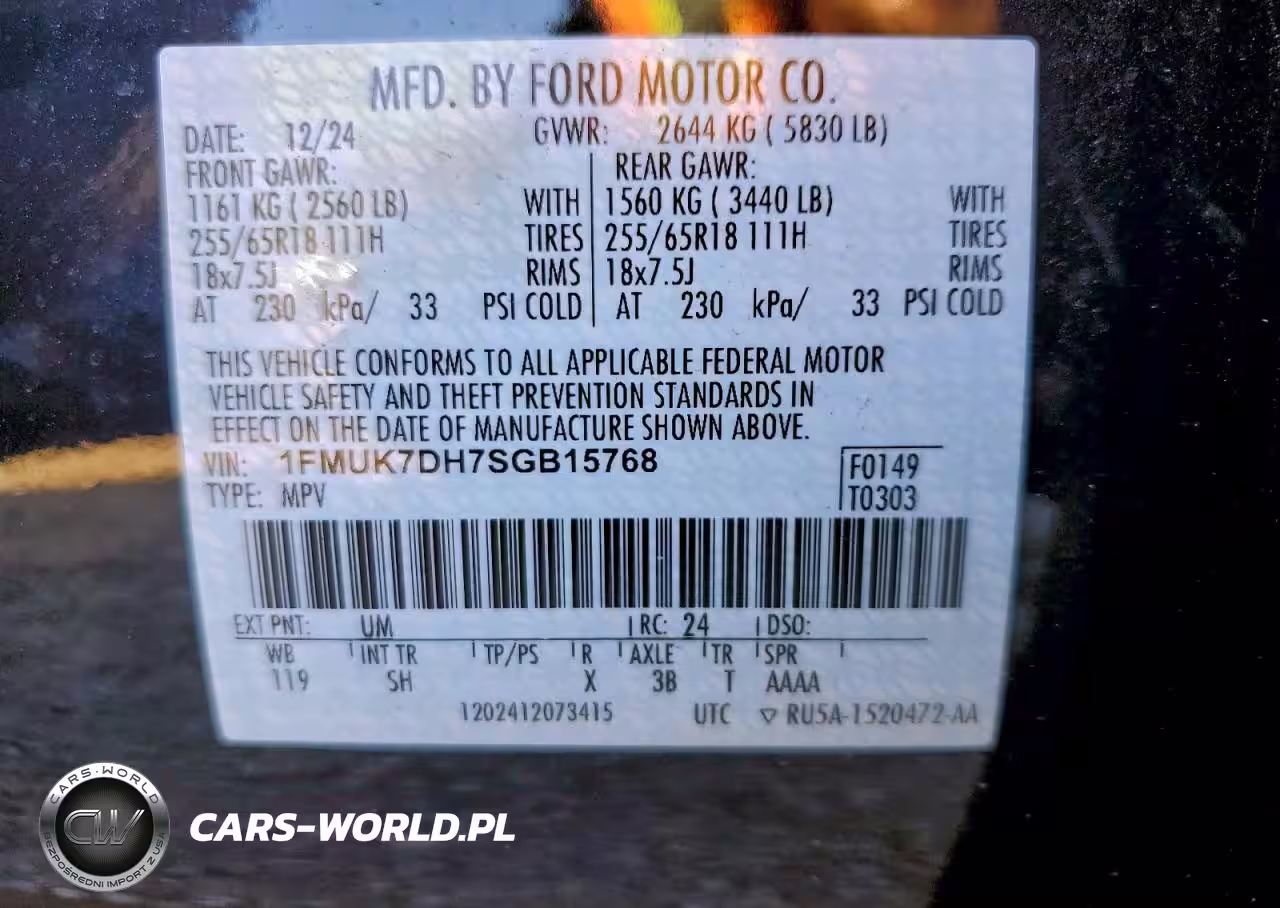 MFD. BY FORD MOTOR CO.
DATE: 12/24 GVWR: 2644 KG ( 5830 LB)
FRONT GAWR: REAR GAWR:
1161 KG ( 2560 LB) WITH 1560 KG ( 3440 LB) WITH
255/65R18 111H TIRES 255/65R18 111H TIRES
18x7.5J RIMS 18x7.5J RIMS
AT 230 kPa/ 33 PSI COLD AT 230 kPa/ 33 PSI COLD
THIS VEHICLE CONFORMS TO ALL APPLICABLE FEDERAL MOTOR
VEHICLE SAFETY AND THEFT PREVENTION STANDARDS IN
EFFECT ON THE DATE OF MANUFACTURE SHOWN ABOVE.
VIN: 1FMUK7DH7SGB15768
TYPE: MPV
F0149
T0303
EXT PNT: UM RC: 24 DSO:
WB INT TR TP/PS R AXLE TR SPR
119 SH X 3B T AAAA
1202412073415 UTC ▽ RU5A-1520472-AA
CARS-WORLD
CW
BEZPOŚREDNI IMPORT Z USA
CARS-WORLD.PL